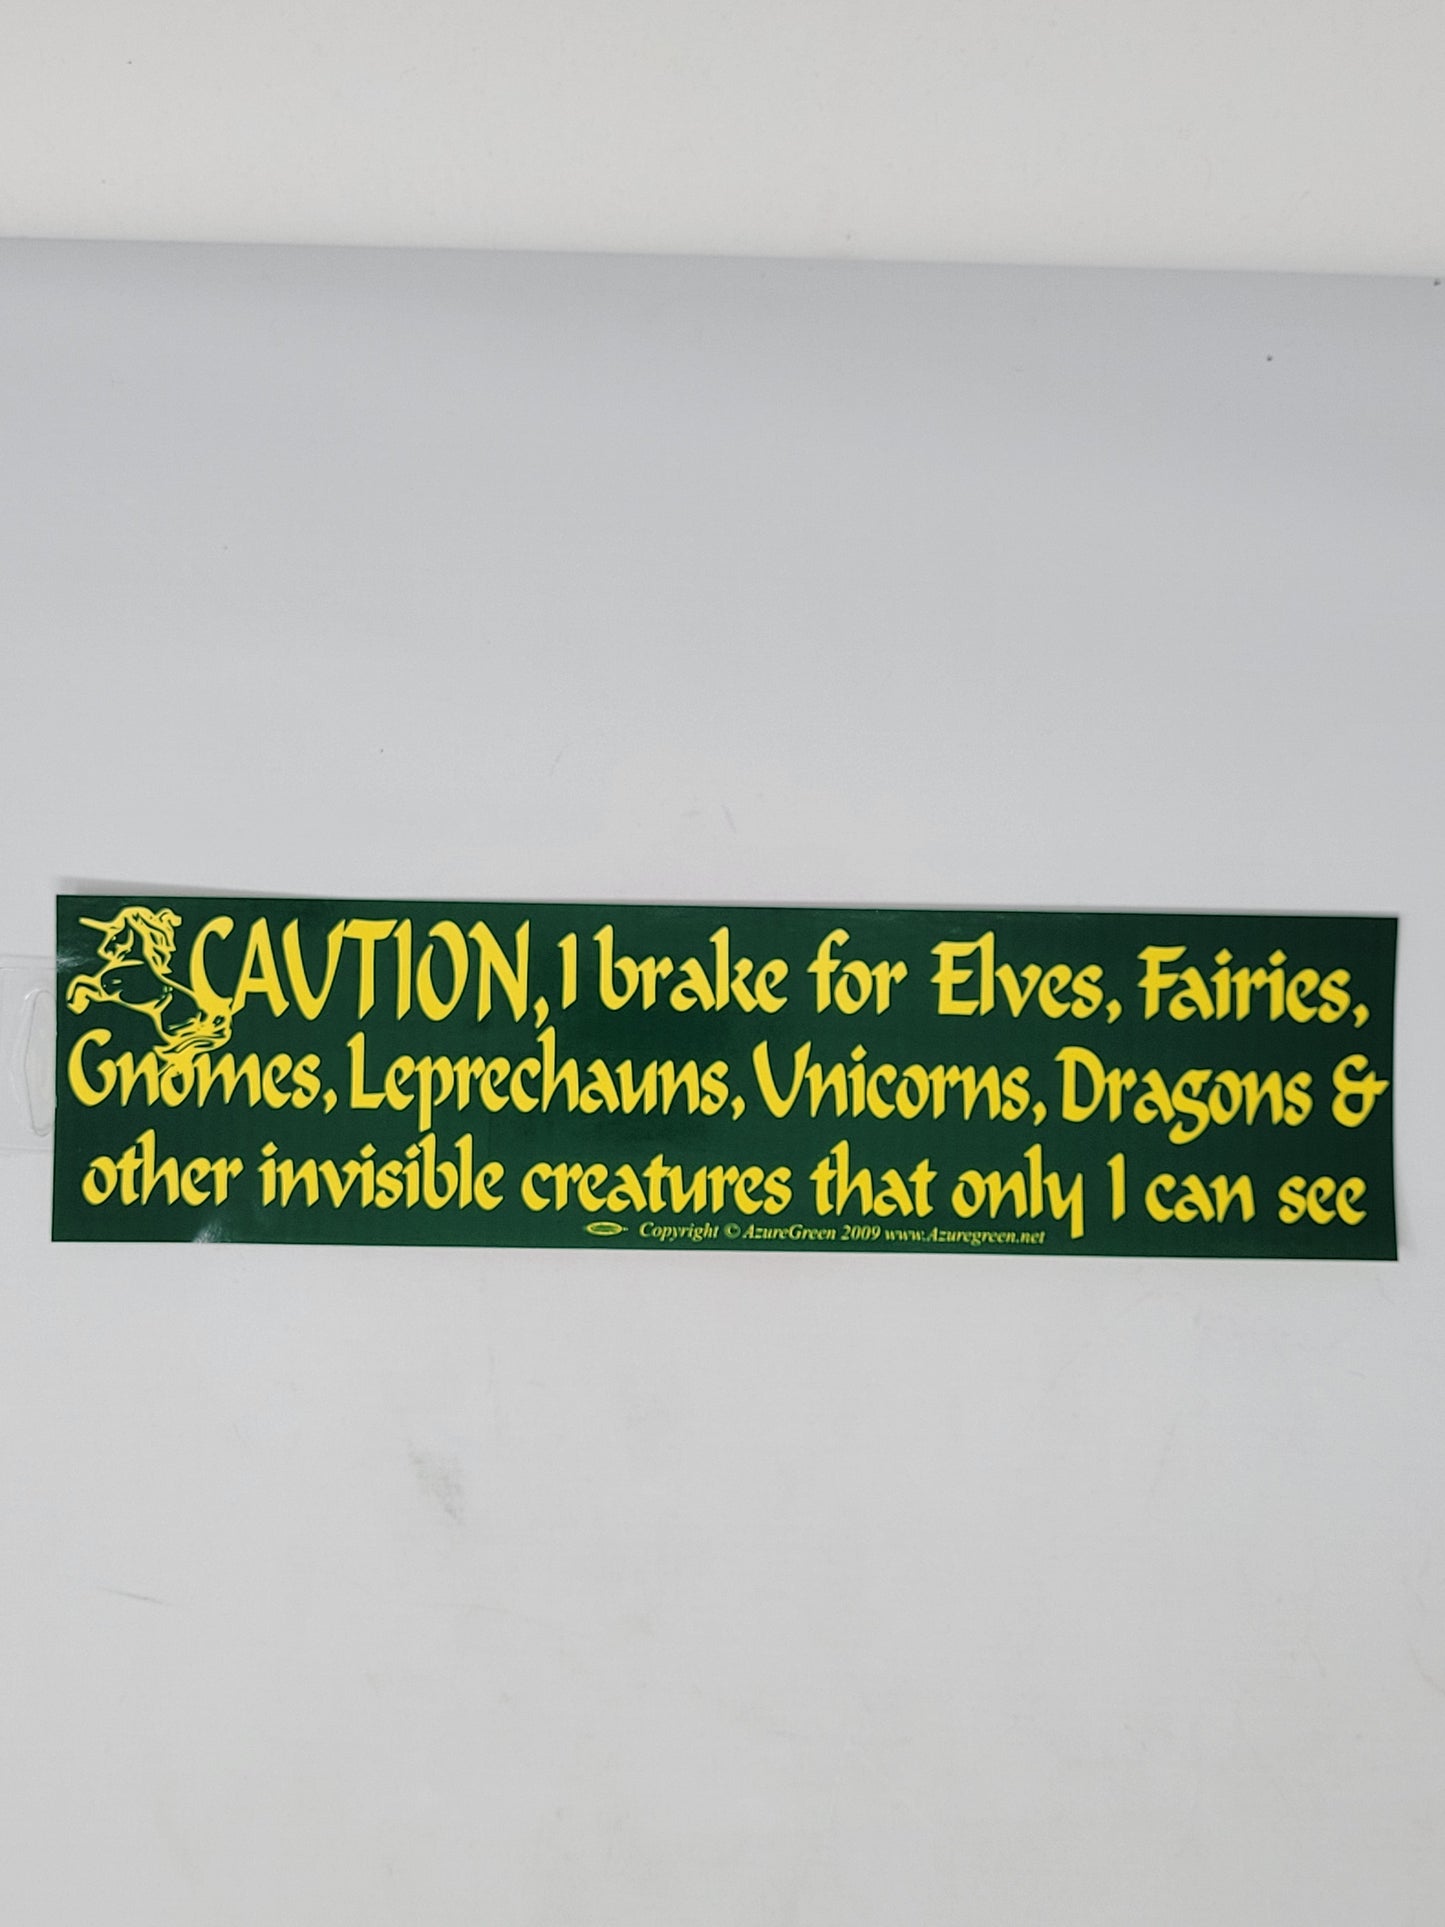 CAUTION, I brake for Elves, Fairies,
Gnomes, Leprechauns, Unicorns, Dragons &
other invisible creatures that only I can see
Copyright © AzureGreen 2009 www.Azuregreen.net